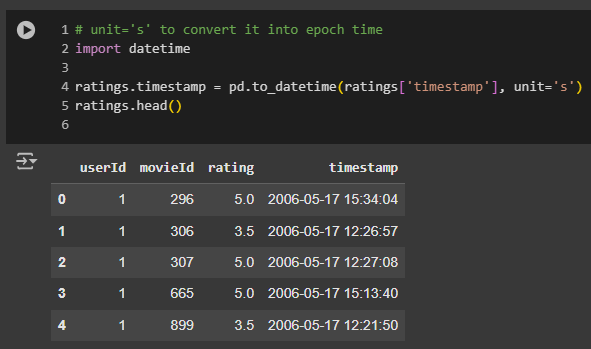 1 # unit='s' to convert it into epoch time
2 import datetime
3
4 ratings.timestamp = pd.to_datetime(ratings['timestamp'], unit='s')
5 ratings.head()
6
userId movieId rating timestamp
0 1 296 5.0 2006-05-17 15:34:04
1 1 306 3.5 2006-05-17 12:26:57
2 1 307 5.0 2006-05-17 12:27:08
3 1 665 5.0 2006-05-17 15:13:40
4 1 899 3.5 2006-05-17 12:21:50